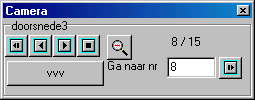 Camera
doorsnede3
8 / 15
vvv
Ga naar nr 8